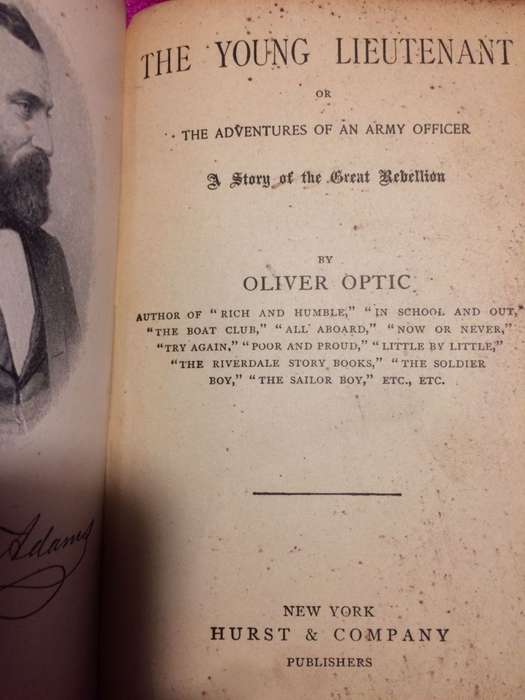 THE YOUNG LIEUTENANT
OR
THE ADVENTURES OF AN ARMY OFFICER
A Story of the Great Rebellion
BY
OLIVER OPTIC
AUTHOR OF "RICH AND HUMBLE," "IN SCHOOL AND OUT,"
"THE BOAT CLUB," "ALL ABOARD," "NOW OR NEVER,"
"TRY AGAIN," "POOR AND PROUD," "LITTLE BY LITTLE,"
"THE RIVERDALE STORY BOOKS," "THE SOLDIER
BOY," "THE SAILOR BOY," ETC., ETC.
NEW YORK
HURST & COMPANY
PUBLISHERS
Adams